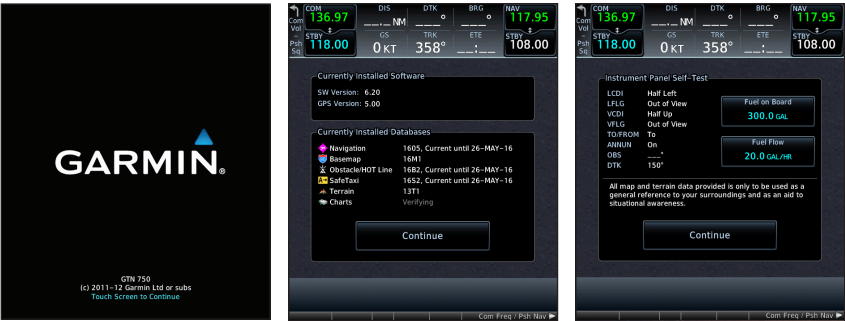 GARMIN®
GTN 750
(c) 2011-12 Garmin Ltd or subs
Touch Screen to Continue
COM DIS DTK BRG NAV
Com Vol 136.97 __._ NM ___° ___° 117.95
STBY GS TRK ETE STBY
Psh Sq 118.00 0 KT 358° __:__ 108.00
Currently Installed Software
SW Version: 6.20
GPS Version: 5.00
Currently Installed Databases
Navigation 1605, Current until 26-MAY-16
Basemap 16M1
Obstacle/HOT Line 16B2, Current until 26-MAY-16
SafeTaxi 16S2, Current until 26-MAY-16
Terrain 13T1
Charts Verifying
Continue
Com Freq / Psh Nav
COM DIS DTK BRG NAV
Com Vol 136.97 __._ NM ___° ___° 117.95
STBY GS TRK ETE STBY
Psh Sq 118.00 0 KT 358° __:__ 108.00
Instrument Panel Self-Test
LCDI Half Left
LFLG Out of View
VCDI Half Up
VFLG Out of View
TO/FROM To
ANNUN On
OBS ___°
DTK 150°
Fuel on Board
300.0 GAL
Fuel Flow
20.0 GAL/HR
All map and terrain data provided is only to be used as a
general reference to your surroundings and as an aid to
situational awareness.
Continue
Com Freq / Psh Nav